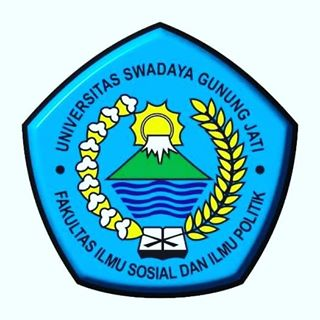 UNIVERSITAS SWADAYA GUNUNG JATI
FAKULTAS ILMU SOSIAL DAN ILMU POLITIK